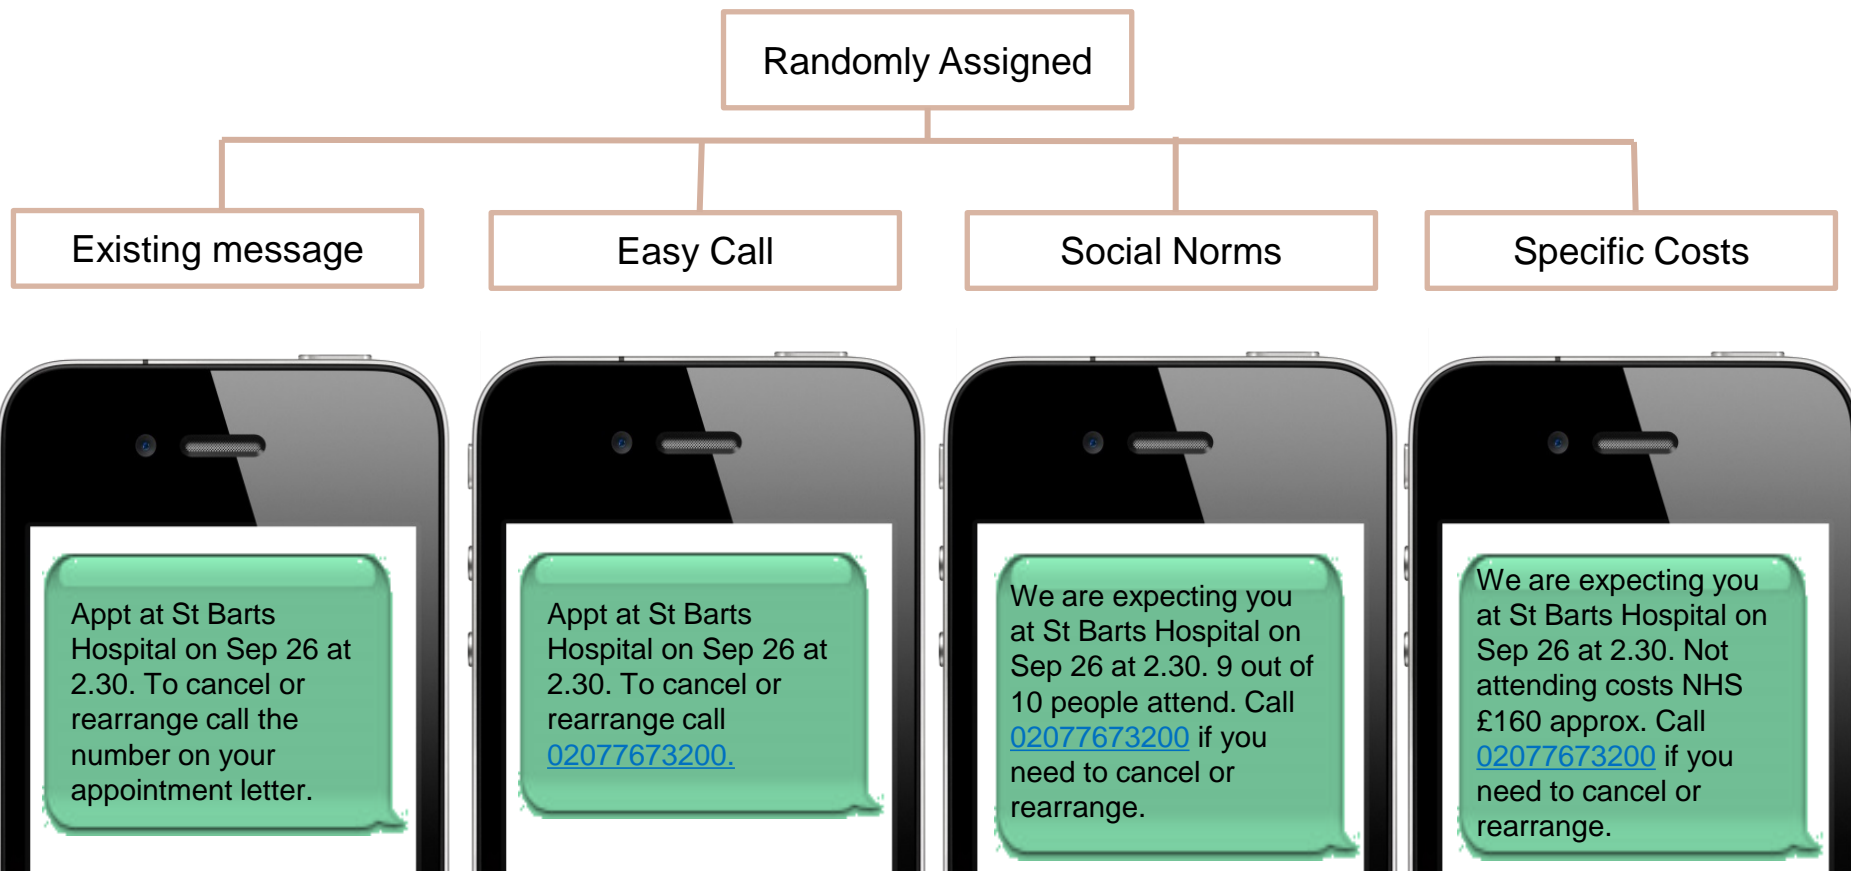 Randomly Assigned
Existing message
Easy Call
Social Norms
Specific Costs
Appt at St Barts
Hospital on Sep 26 at
2.30. To cancel or
rearrange call the
number on your
appointment letter.
Appt at St Barts
Hospital on Sep 26 at
2.30. To cancel or
rearrange call
02077673200.
We are expecting you
at St Barts Hospital on
Sep 26 at 2.30. 9 out of
10 people attend. Call
02077673200 if you
need to cancel or
rearrange.
We are expecting you
at St Barts Hospital on
Sep 26 at 2.30. Not
attending costs NHS
£160 approx. Call
02077673200 if you
need to cancel or
rearrange.